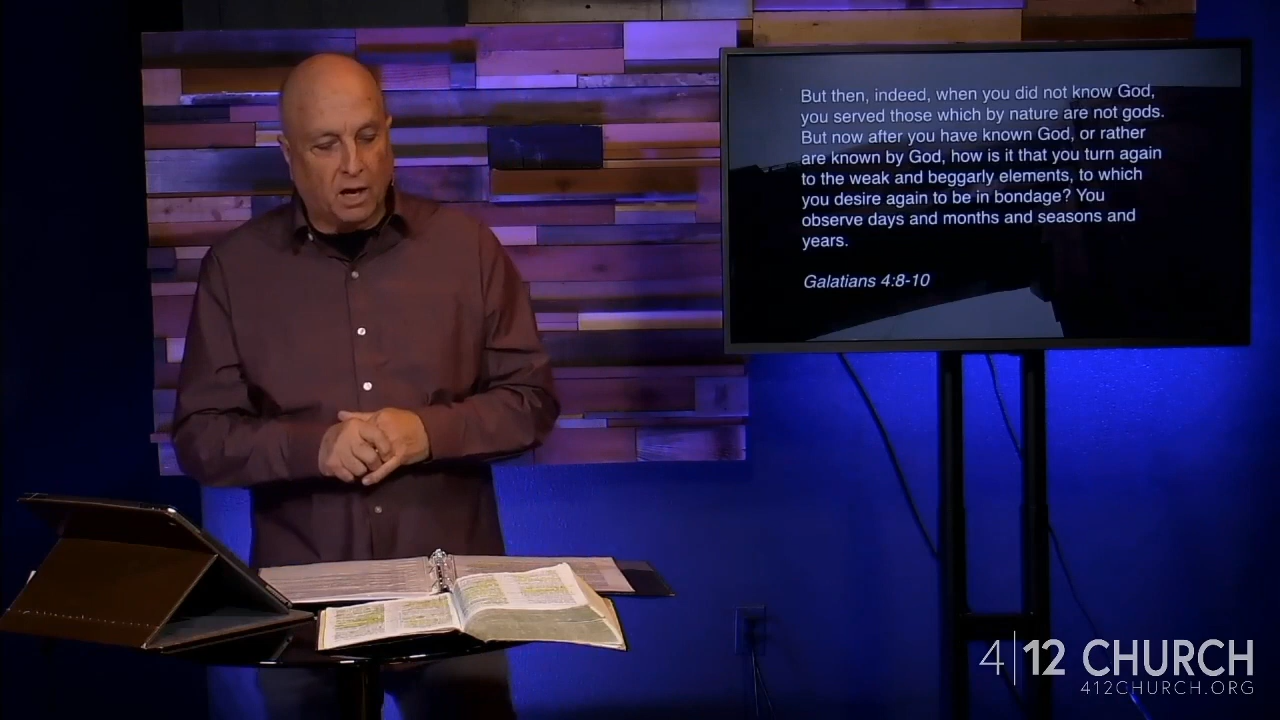 But then, indeed, when you did not know God,
you served those which by nature are not gods.
But now after you have known God, or rather
are known by God, how is it that you turn again
to the weak and beggarly elements, to which
you desire again to be in bondage? You
observe days and months and seasons and
years.
Galatians 4:8-10
4|12 CHURCH
412CHURCH.ORG